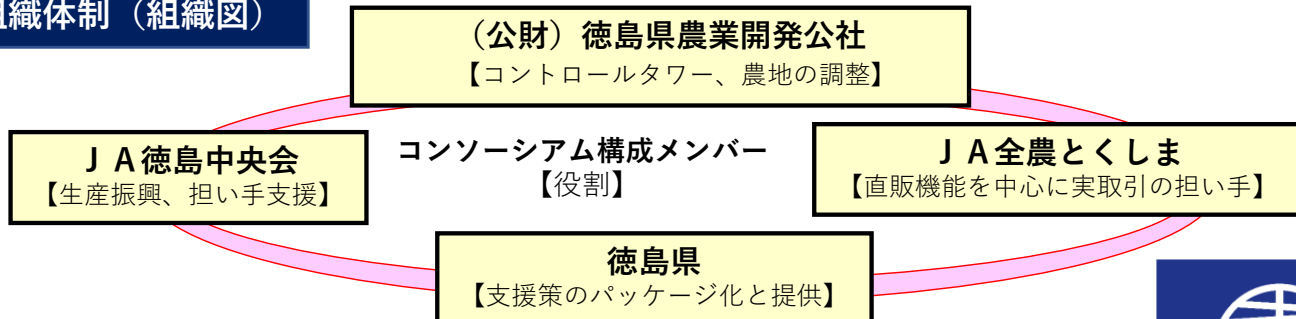 組織体制（組織図）
（公財）徳島県農業開発公社
【コントロールタワー、農地の調整】
ＪＡ徳島中央会
【生産振興、担い手支援】
コンソーシアム構成メンバー
【役割】
ＪＡ全農とくしま
【直販機能を中心に実取引の担い手】
徳島県
【支援策のパッケージ化と提供】